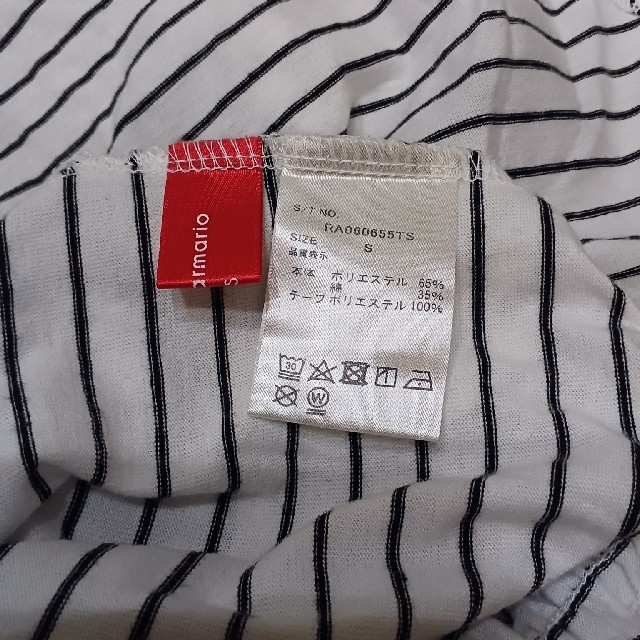 armario
S
S/T NO.
RA060655TS
SIZE
S
品質表示
本体 ポリエステル 65%
綿 35%
テープ ポリエステル 100%
30
W